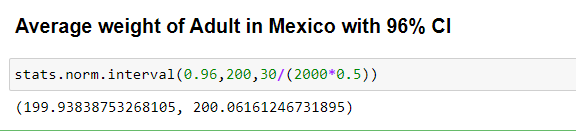 Average weight of Adult in Mexico with 96% CI
stats.norm.interval(0.96,200,30/(2000*0.5))
(199.93838753268105, 200.06161246731895)